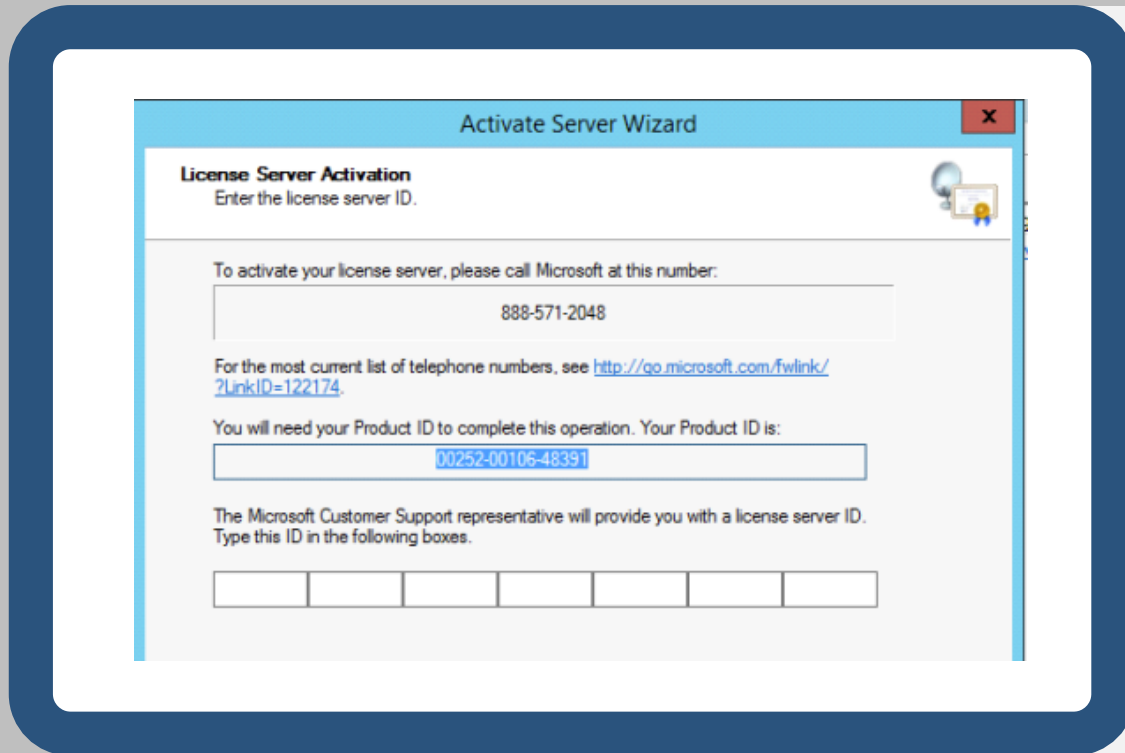 Activate Server Wizard
x
License Server Activation
Enter the license server ID.
To activate your license server, please call Microsoft at this number:
888-571-2048
For the most current list of telephone numbers, see http://go.microsoft.com/fwlink/
?LinkID=122174.
You will need your Product ID to complete this operation. Your Product ID is:
00252-00106-48391
The Microsoft Customer Support representative will provide you with a license server ID.
Type this ID in the following boxes.